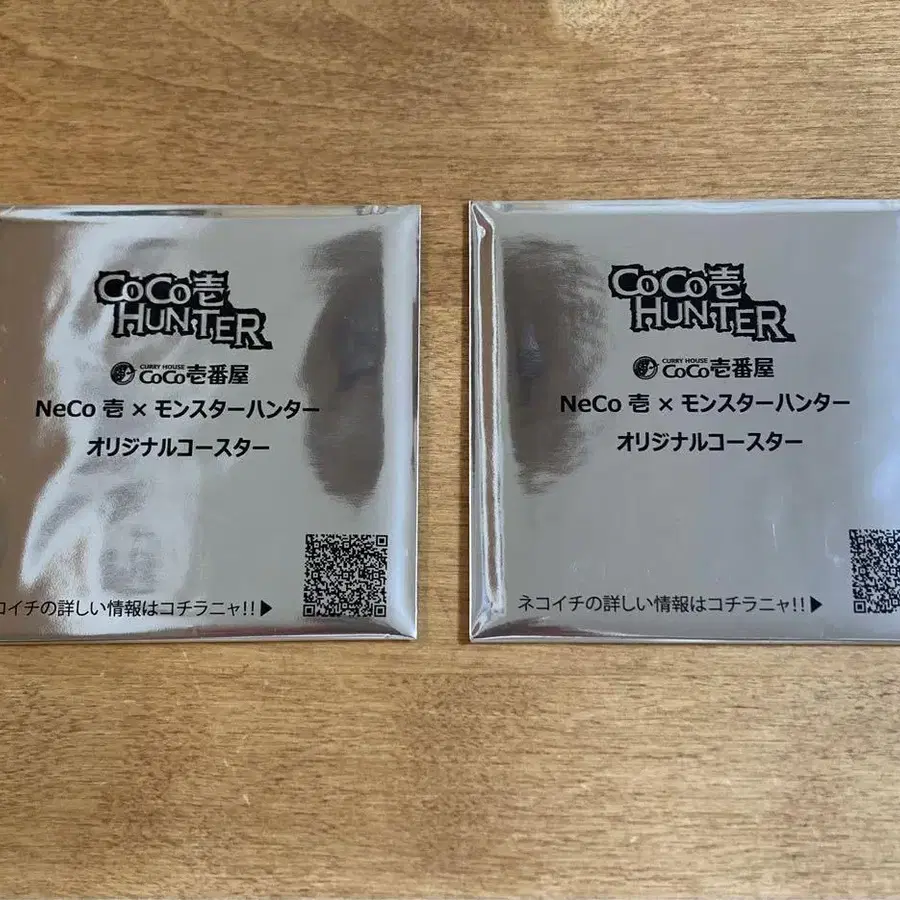 CoCo壱
HUNTER
CURRY HOUSE
CoCo壱番屋
NeCo 壱 × モンスターハンター
オリジナルコースター
コイチの詳しい情報はコチラニャ!!▶
CoCo壱
HUNTER
CURRY HOUSE
CoCo壱番屋
NeCo 壱 × モンスターハンター
オリジナルコースター
ネコイチの詳しい情報はコチラニャ!!▶